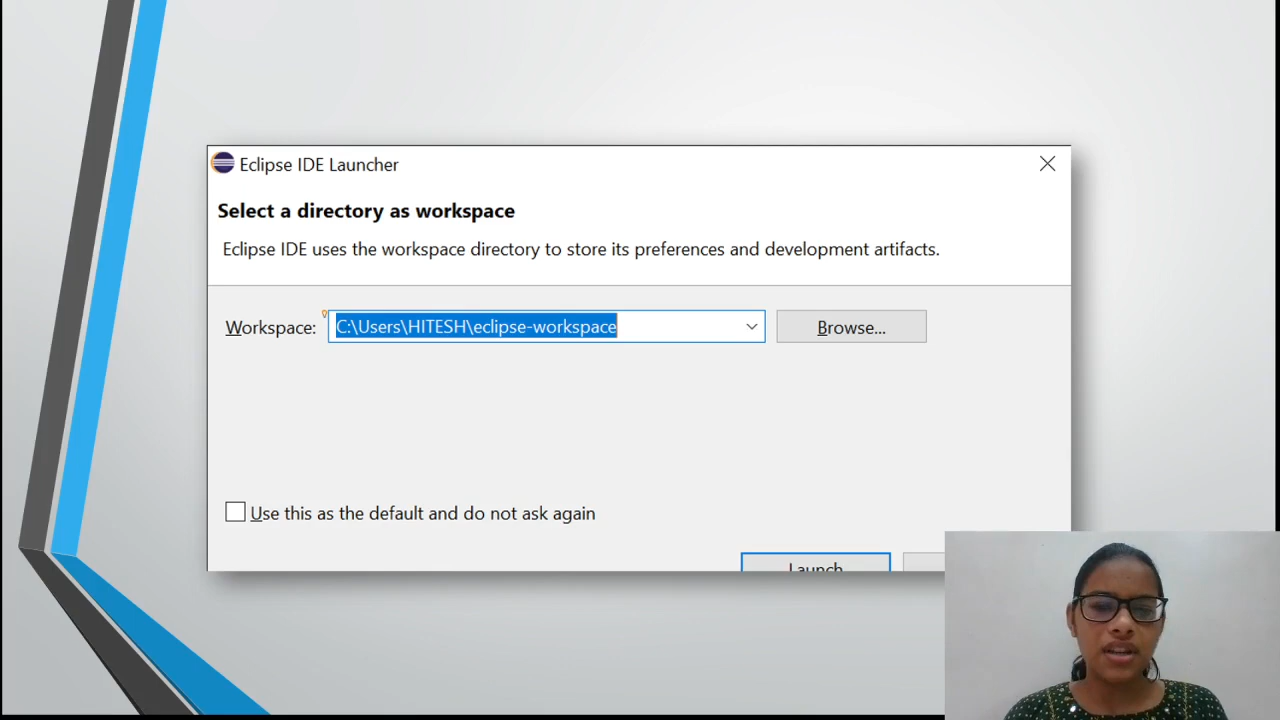 Eclipse IDE Launcher
Select a directory as workspace
Eclipse IDE uses the workspace directory to store its preferences and development artifacts.
Workspace: C:\Users\HITESH\eclipse-workspace Browse...
Use this as the default and do not ask again
Launch